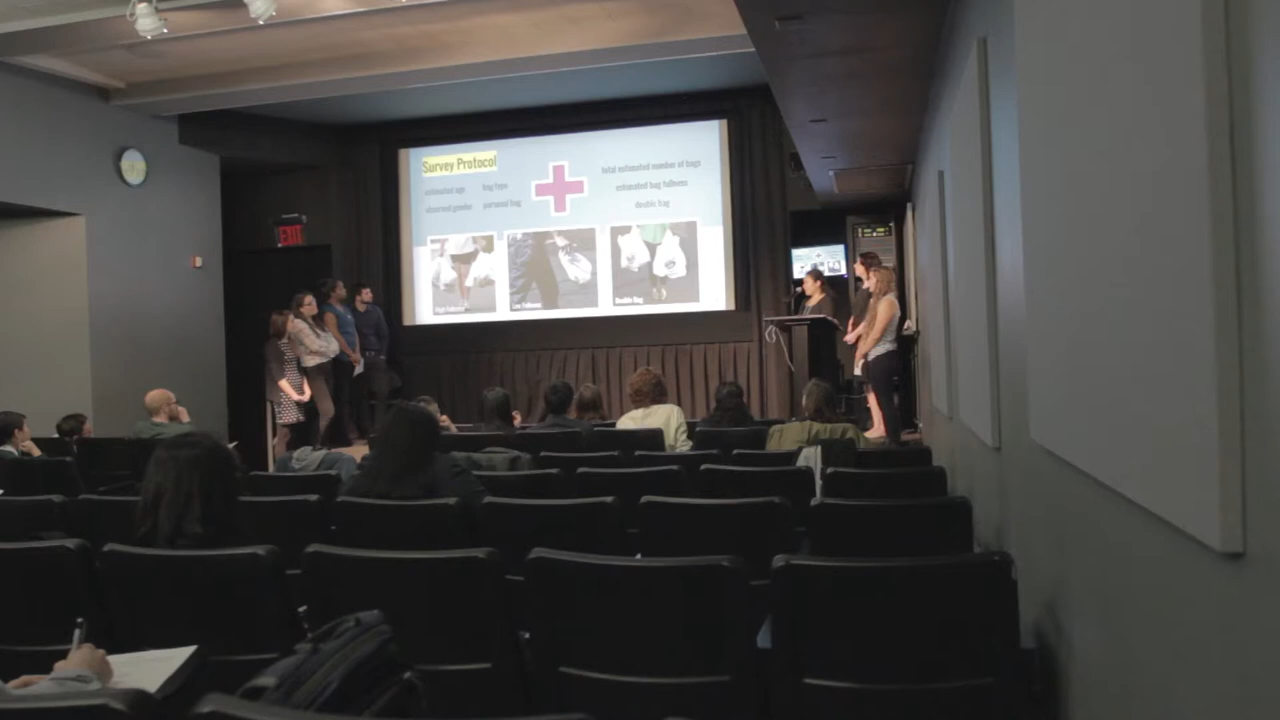 Survey Protocol
estimated age
bag type
observed gender
personal bag
total estimated number of bags
estimated bag fullness
double bag
High Fullness
Low Fullness
Double Bag
EXIT